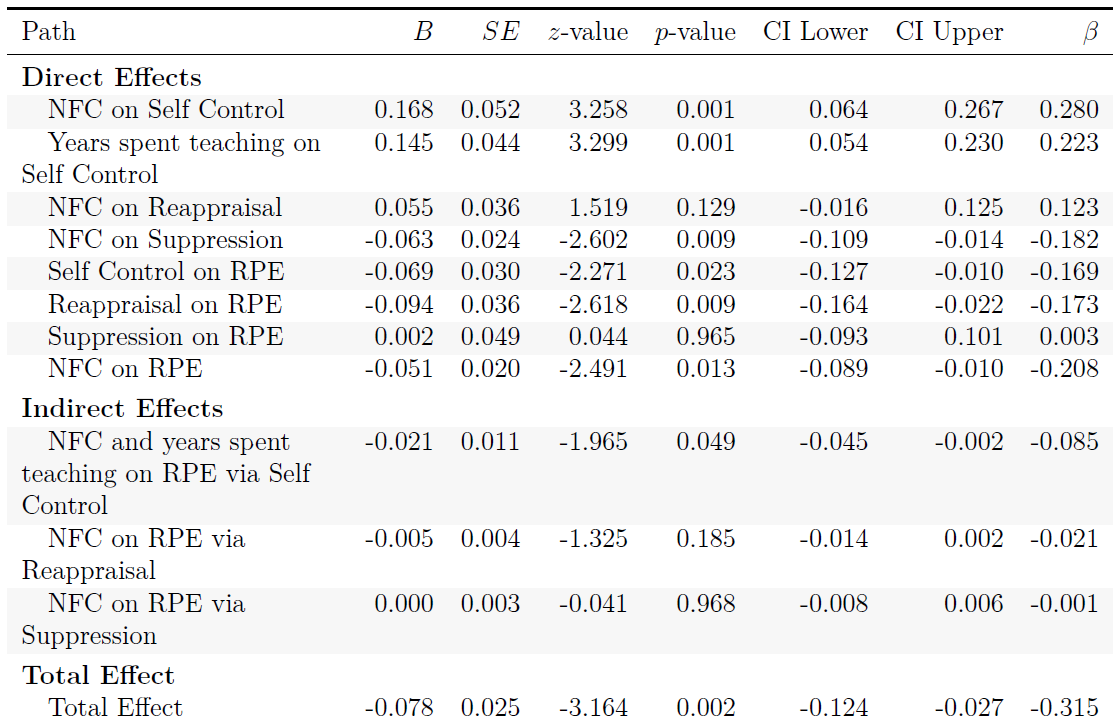 Path B SE z-value p-value CI Lower CI Upper β
Direct Effects
NFC on Self Control 0.168 0.052 3.258 0.001 0.064 0.267 0.280
Years spent teaching on 0.145 0.044 3.299 0.001 0.054 0.230 0.223
Self Control
NFC on Reappraisal 0.055 0.036 1.519 0.129 -0.016 0.125 0.123
NFC on Suppression -0.063 0.024 -2.602 0.009 -0.109 -0.014 -0.182
Self Control on RPE -0.069 0.030 -2.271 0.023 -0.127 -0.010 -0.169
Reappraisal on RPE -0.094 0.036 -2.618 0.009 -0.164 -0.022 -0.173
Suppression on RPE 0.002 0.049 0.044 0.965 -0.093 0.101 0.003
NFC on RPE -0.051 0.020 -2.491 0.013 -0.089 -0.010 -0.208
Indirect Effects
NFC and years spent -0.021 0.011 -1.965 0.049 -0.045 -0.002 -0.085
teaching on RPE via Self
Control
NFC on RPE via -0.005 0.004 -1.325 0.185 -0.014 0.002 -0.021
Reappraisal
NFC on RPE via 0.000 0.003 -0.041 0.968 -0.008 0.006 -0.001
Suppression
Total Effect
Total Effect -0.078 0.025 -3.164 0.002 -0.124 -0.027 -0.315